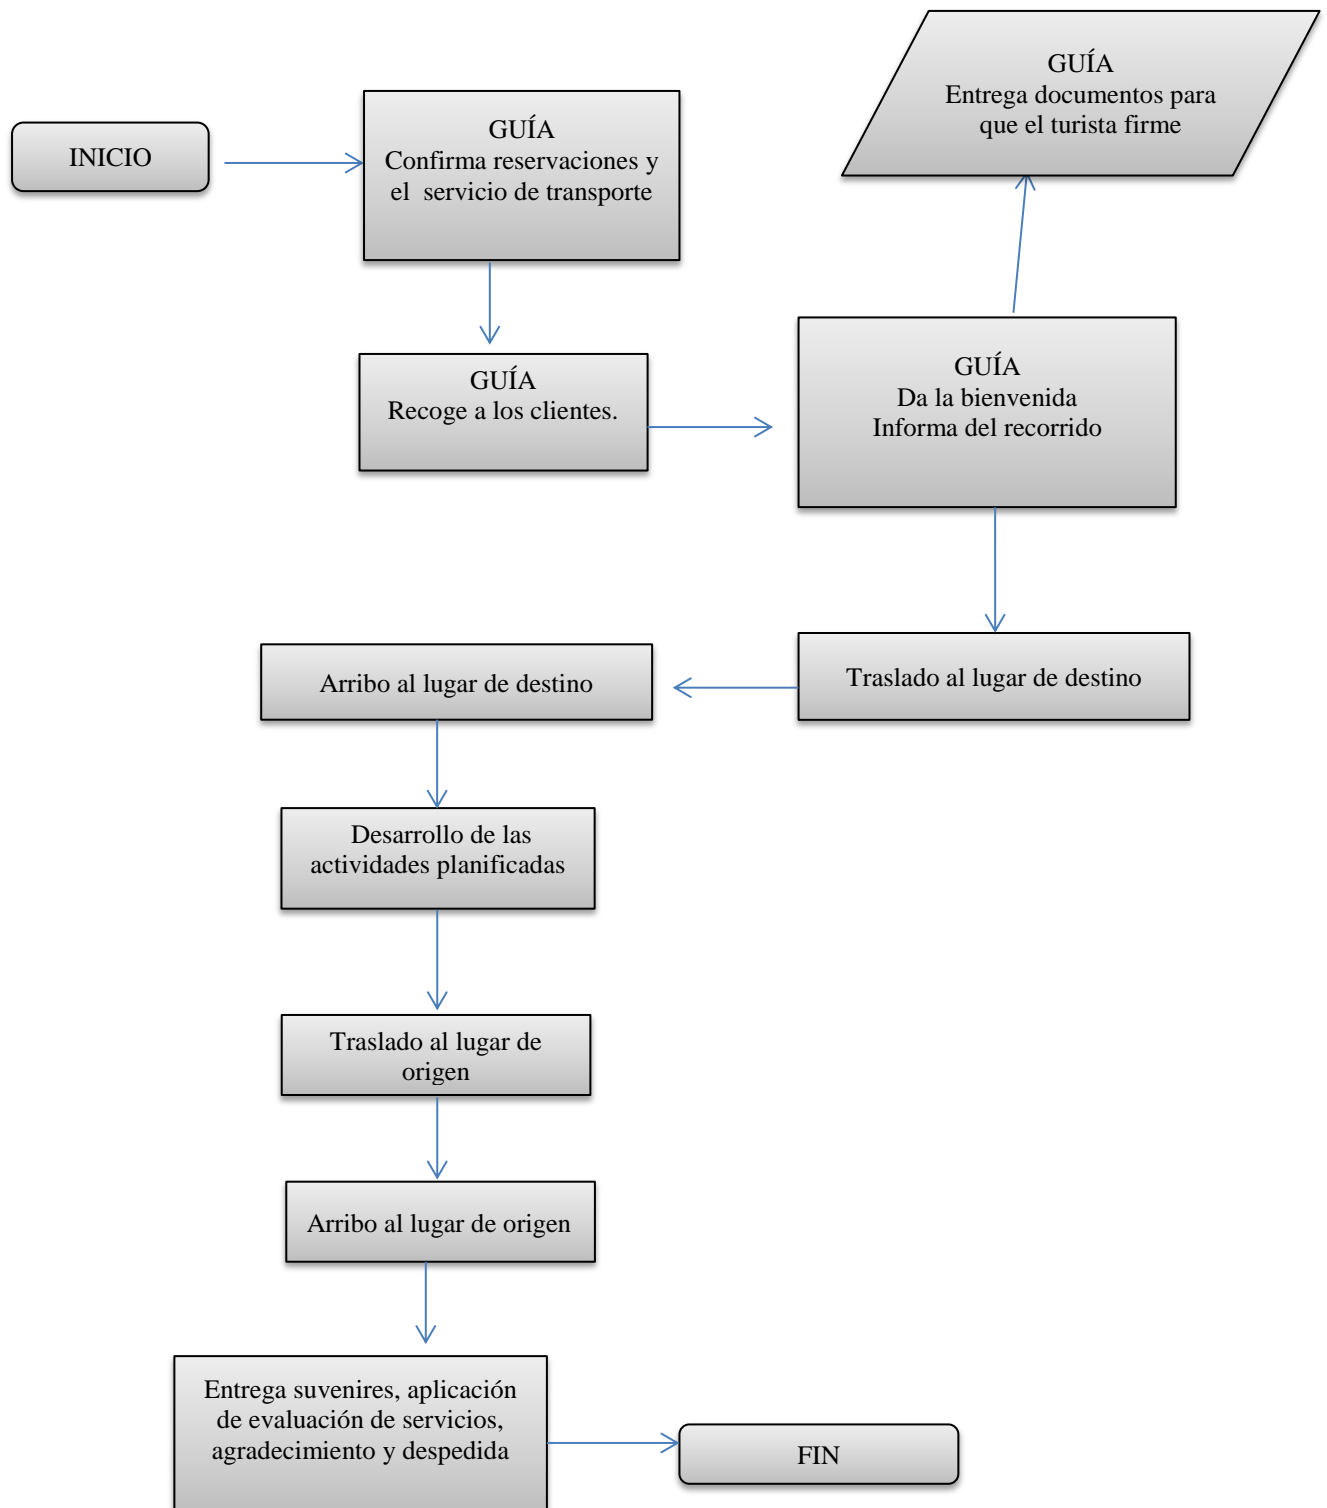 INICIO
GUÍA
Confirma reservaciones y
el  servicio de transporte
GUÍA
Recoge a los clientes.
GUÍA
Da la bienvenida
Informa del recorrido
GUÍA
Entrega documentos para
que el turista firme
Traslado al lugar de destino
Arribo al lugar de destino
Desarrollo de las
actividades planificadas
Traslado al lugar de
origen
Arribo al lugar de origen
Entrega suvenires, aplicación
de evaluación de servicios,
agradecimiento y despedida
FIN